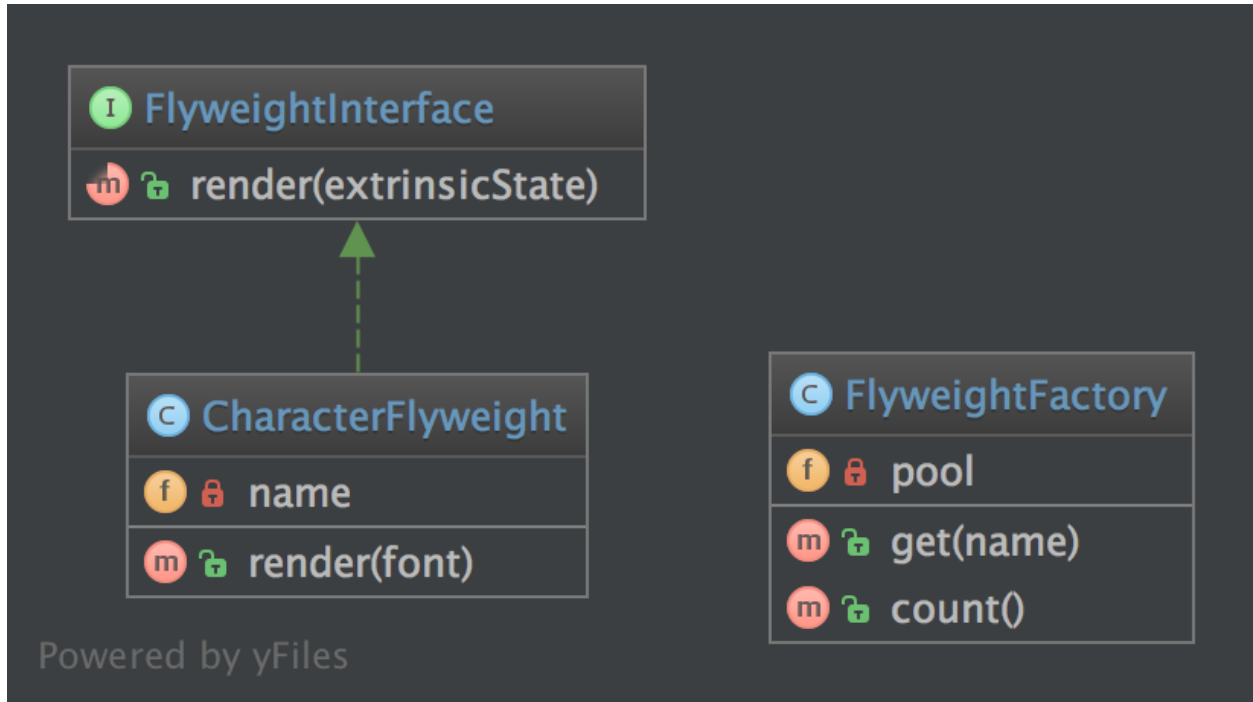 I FlyweightInterface
m render(extrinsicState)
C CharacterFlyweight
f name
m render(font)
C FlyweightFactory
f pool
m get(name)
m count()
Powered by yFiles